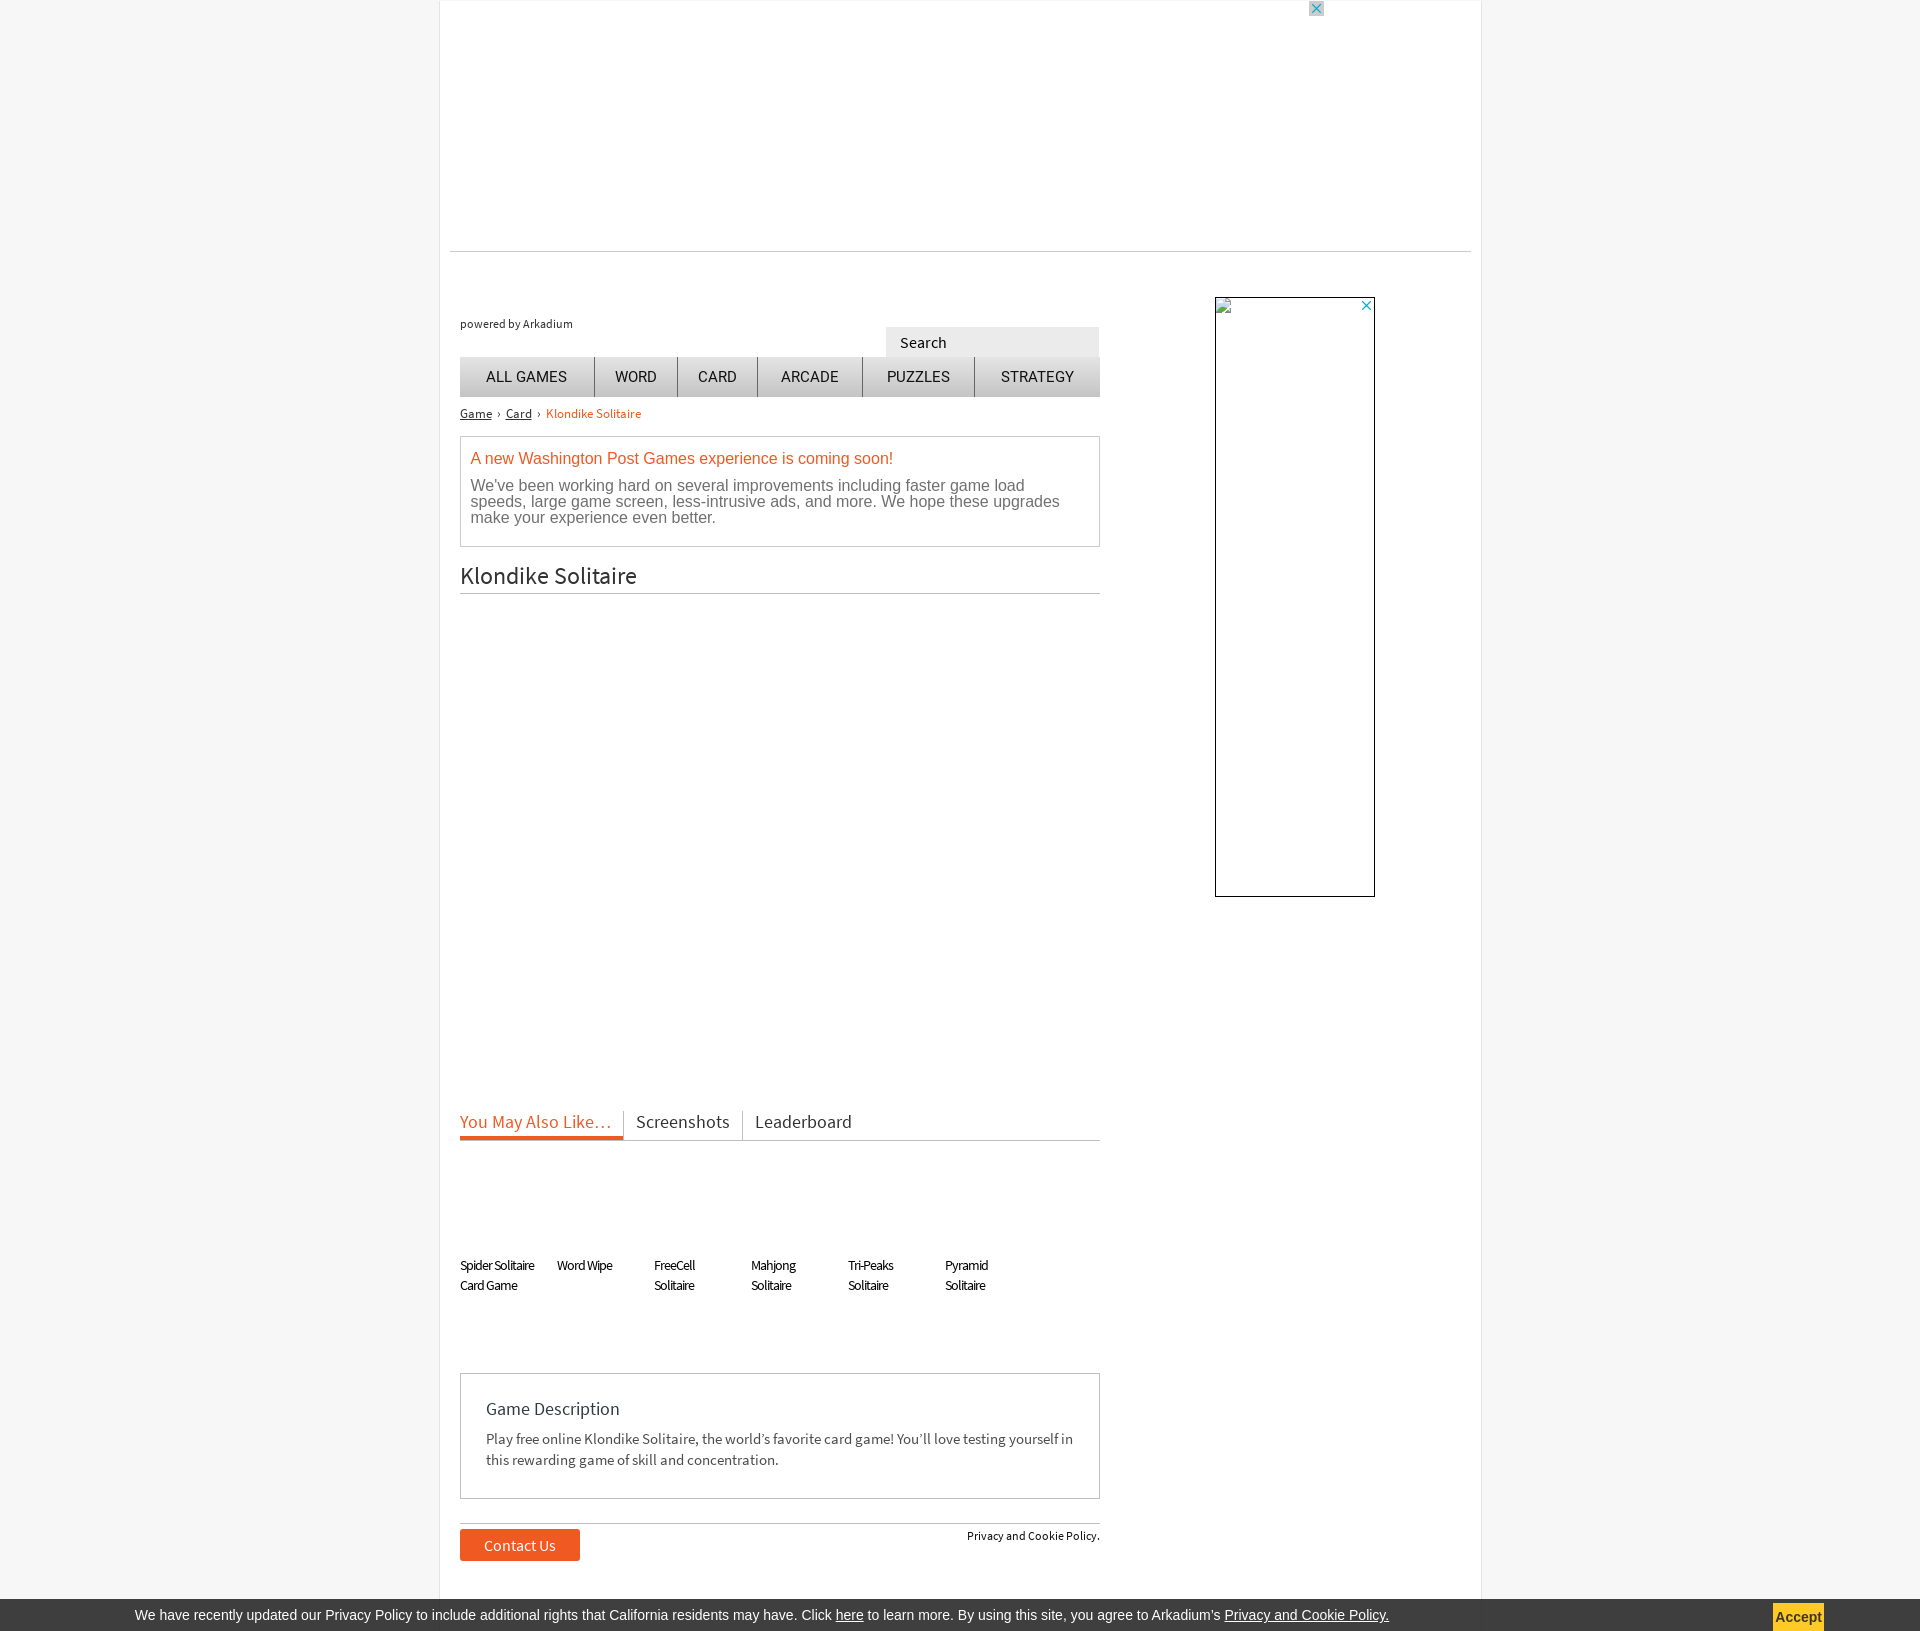 powered by Arkadium
Search
ALL GAMES WORD CARD ARCADE PUZZLES STRATEGY
Game › Card › Klondike Solitaire
A new Washington Post Games experience is coming soon!
We've been working hard on several improvements including faster game load
speeds, large game screen, less-intrusive ads, and more. We hope these upgrades
make your experience even better.
Klondike Solitaire
You May Also Like… Screenshots Leaderboard
Spider Solitaire
Card Game
Word Wipe
FreeCell
Solitaire
Mahjong
Solitaire
Tri-Peaks
Solitaire
Pyramid
Solitaire
Game Description
Play free online Klondike Solitaire, the world’s favorite card game! You’ll love testing yourself in
this rewarding game of skill and concentration.
Contact Us
Privacy and Cookie Policy.
We have recently updated our Privacy Policy to include additional rights that California residents may have. Click here to learn more. By using this site, you agree to Arkadium’s Privacy and Cookie Policy.
Accept